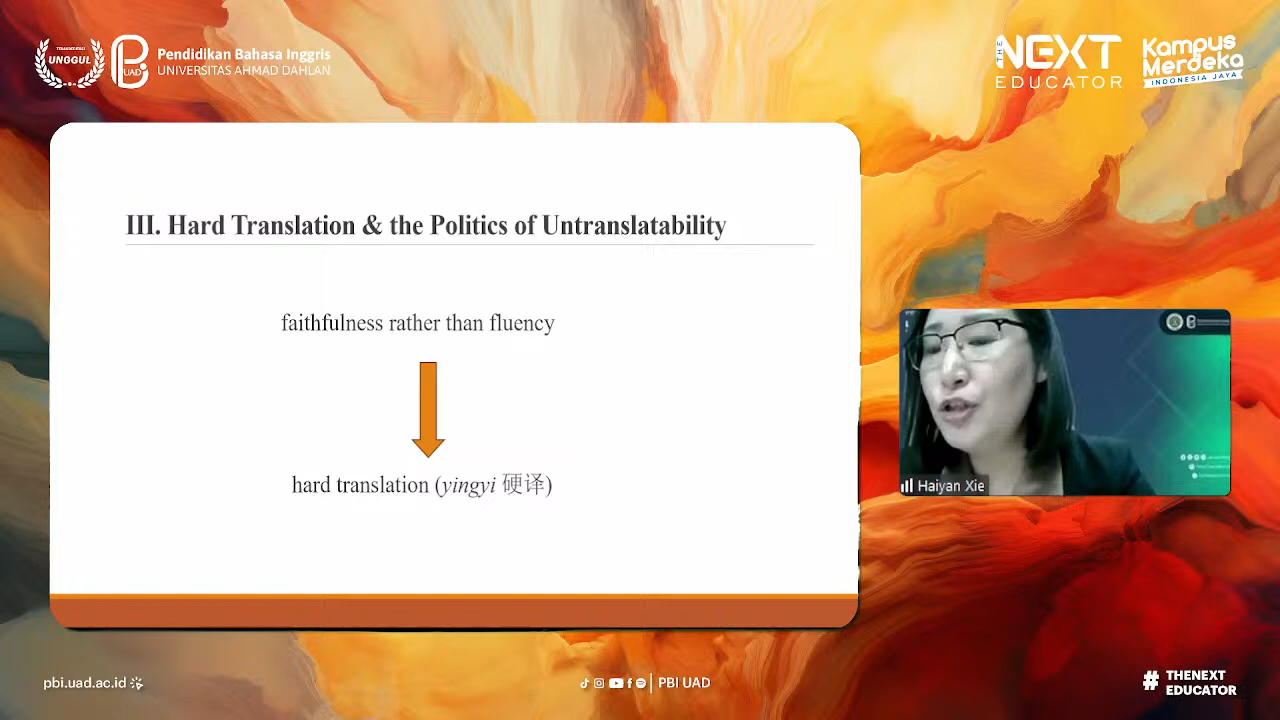 UNGGUL
UAD
Pendidikan Bahasa Inggris
UNIVERSITAS AHMAD DAHLAN
THE NEXT
EDUCATOR
Kampus
Merdeka
INDONESIA JAYA
III. Hard Translation & the Politics of Untranslatability
faithfulness rather than fluency
hard translation (yingyi 硬译)
Haiyan Xie
pbi.uad.ac.id
PBI UAD
# THENEXT
EDUCATOR